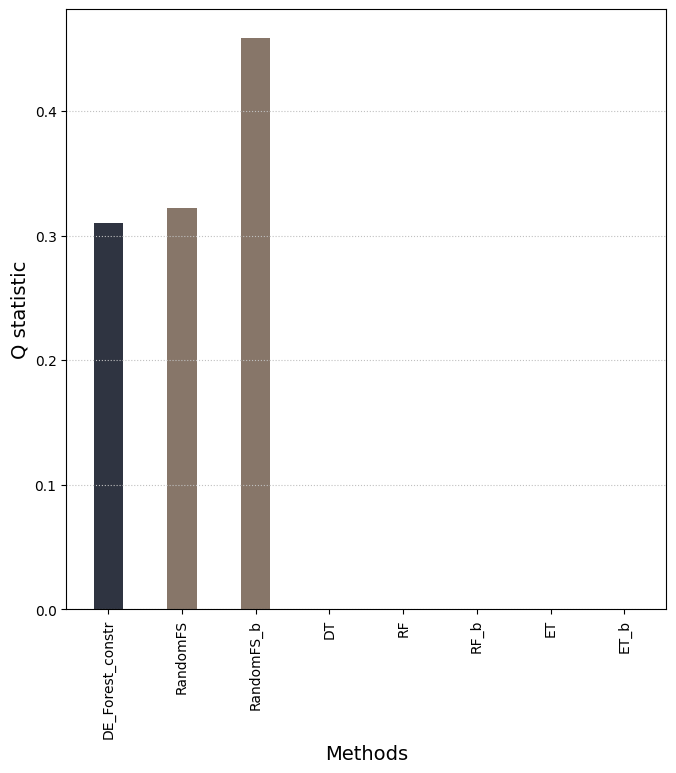 0.4
0.3
0.2
0.1
0.0
Q statistic
DE_Forest_constr
RandomFS
RandomFS_b
DT
RF
RF_b
ET
ET_b
Methods